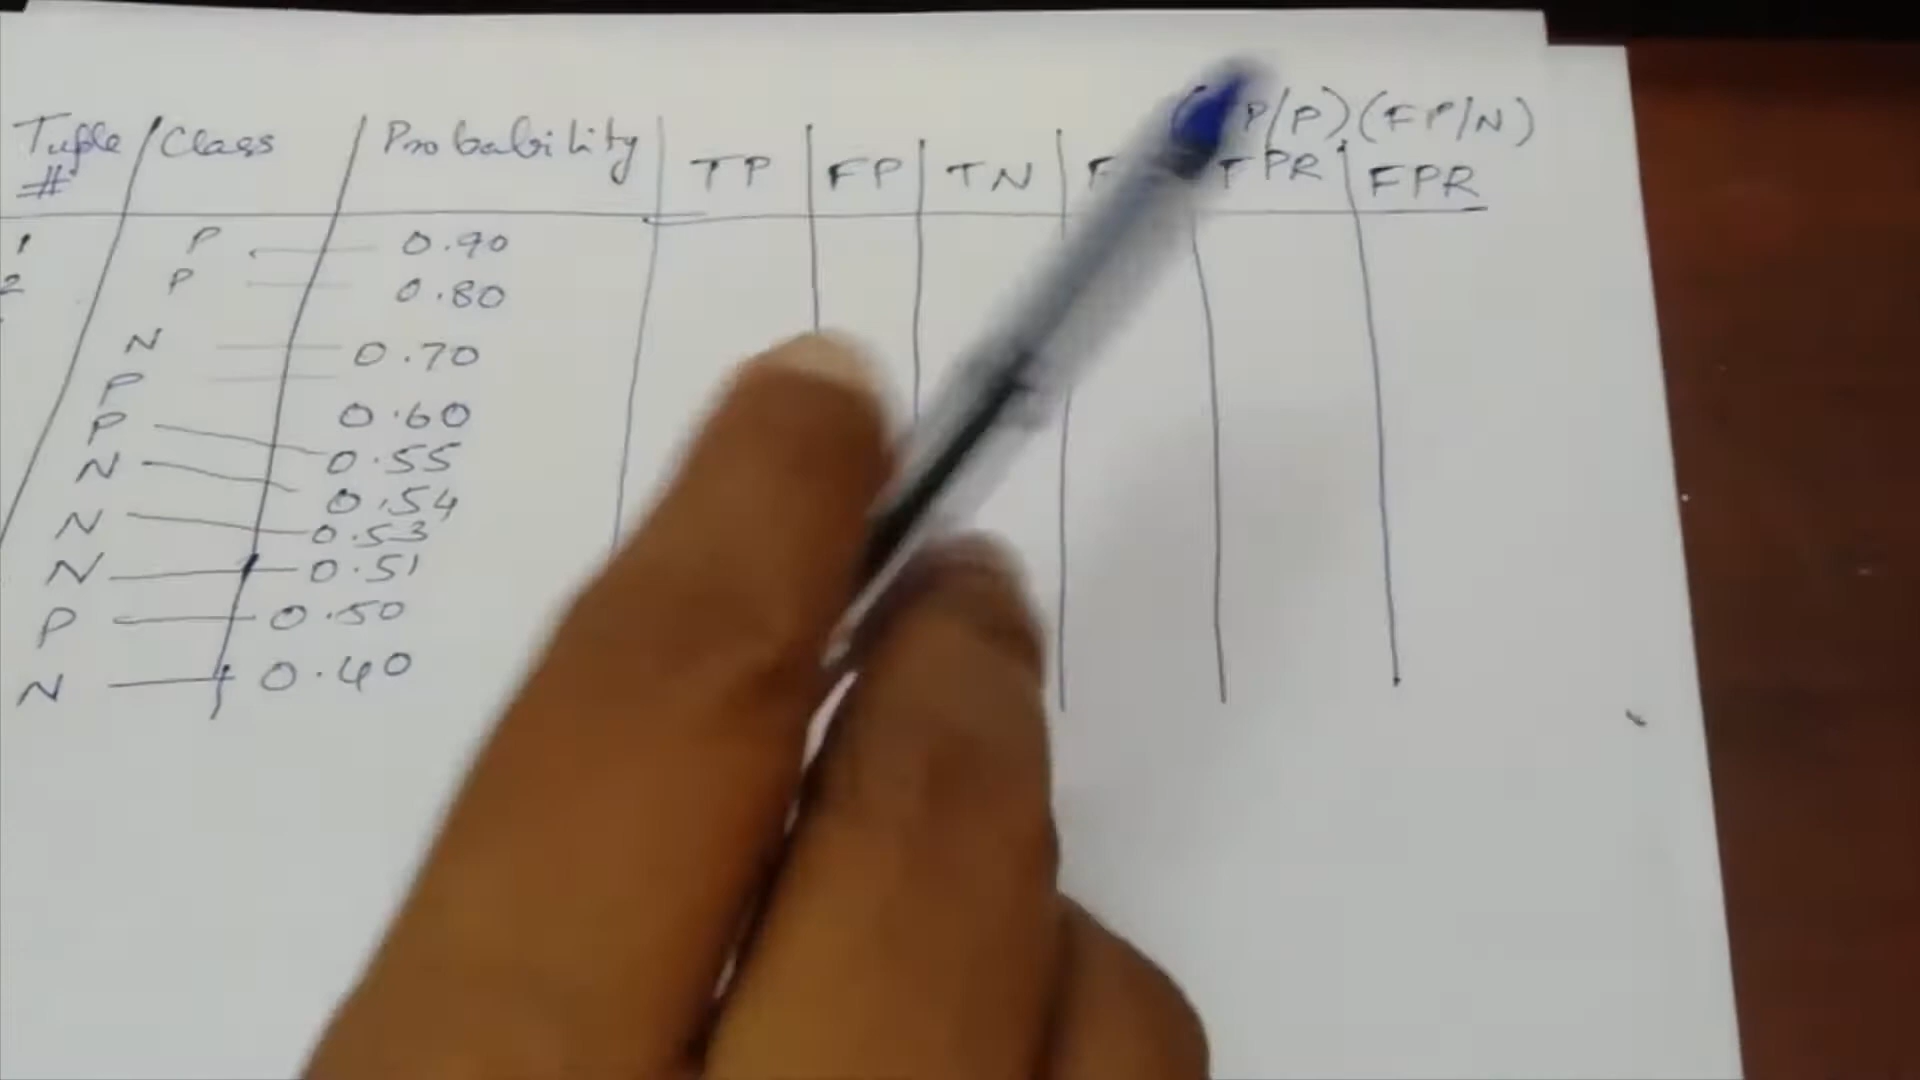 (FP/N)
Tuple # Class Probability TP FP TN TPR FPR
1 P 0.90
2 P 0.80
N 0.70
P 0.60
P 0.55
N 0.54
N 0.53
N 0.51
P 0.50
N 0.40